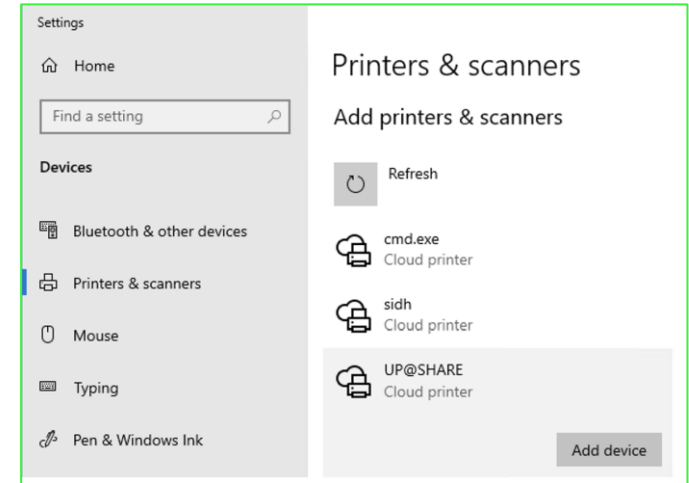 Settings
Home
Find a setting
Devices
Bluetooth & other devices
Printers & scanners
Mouse
Typing
Pen & Windows Ink
Printers & scanners
Add printers & scanners
Refresh
cmd.exe
Cloud printer
sidh
Cloud printer
UP@SHARE
Cloud printer
Add device